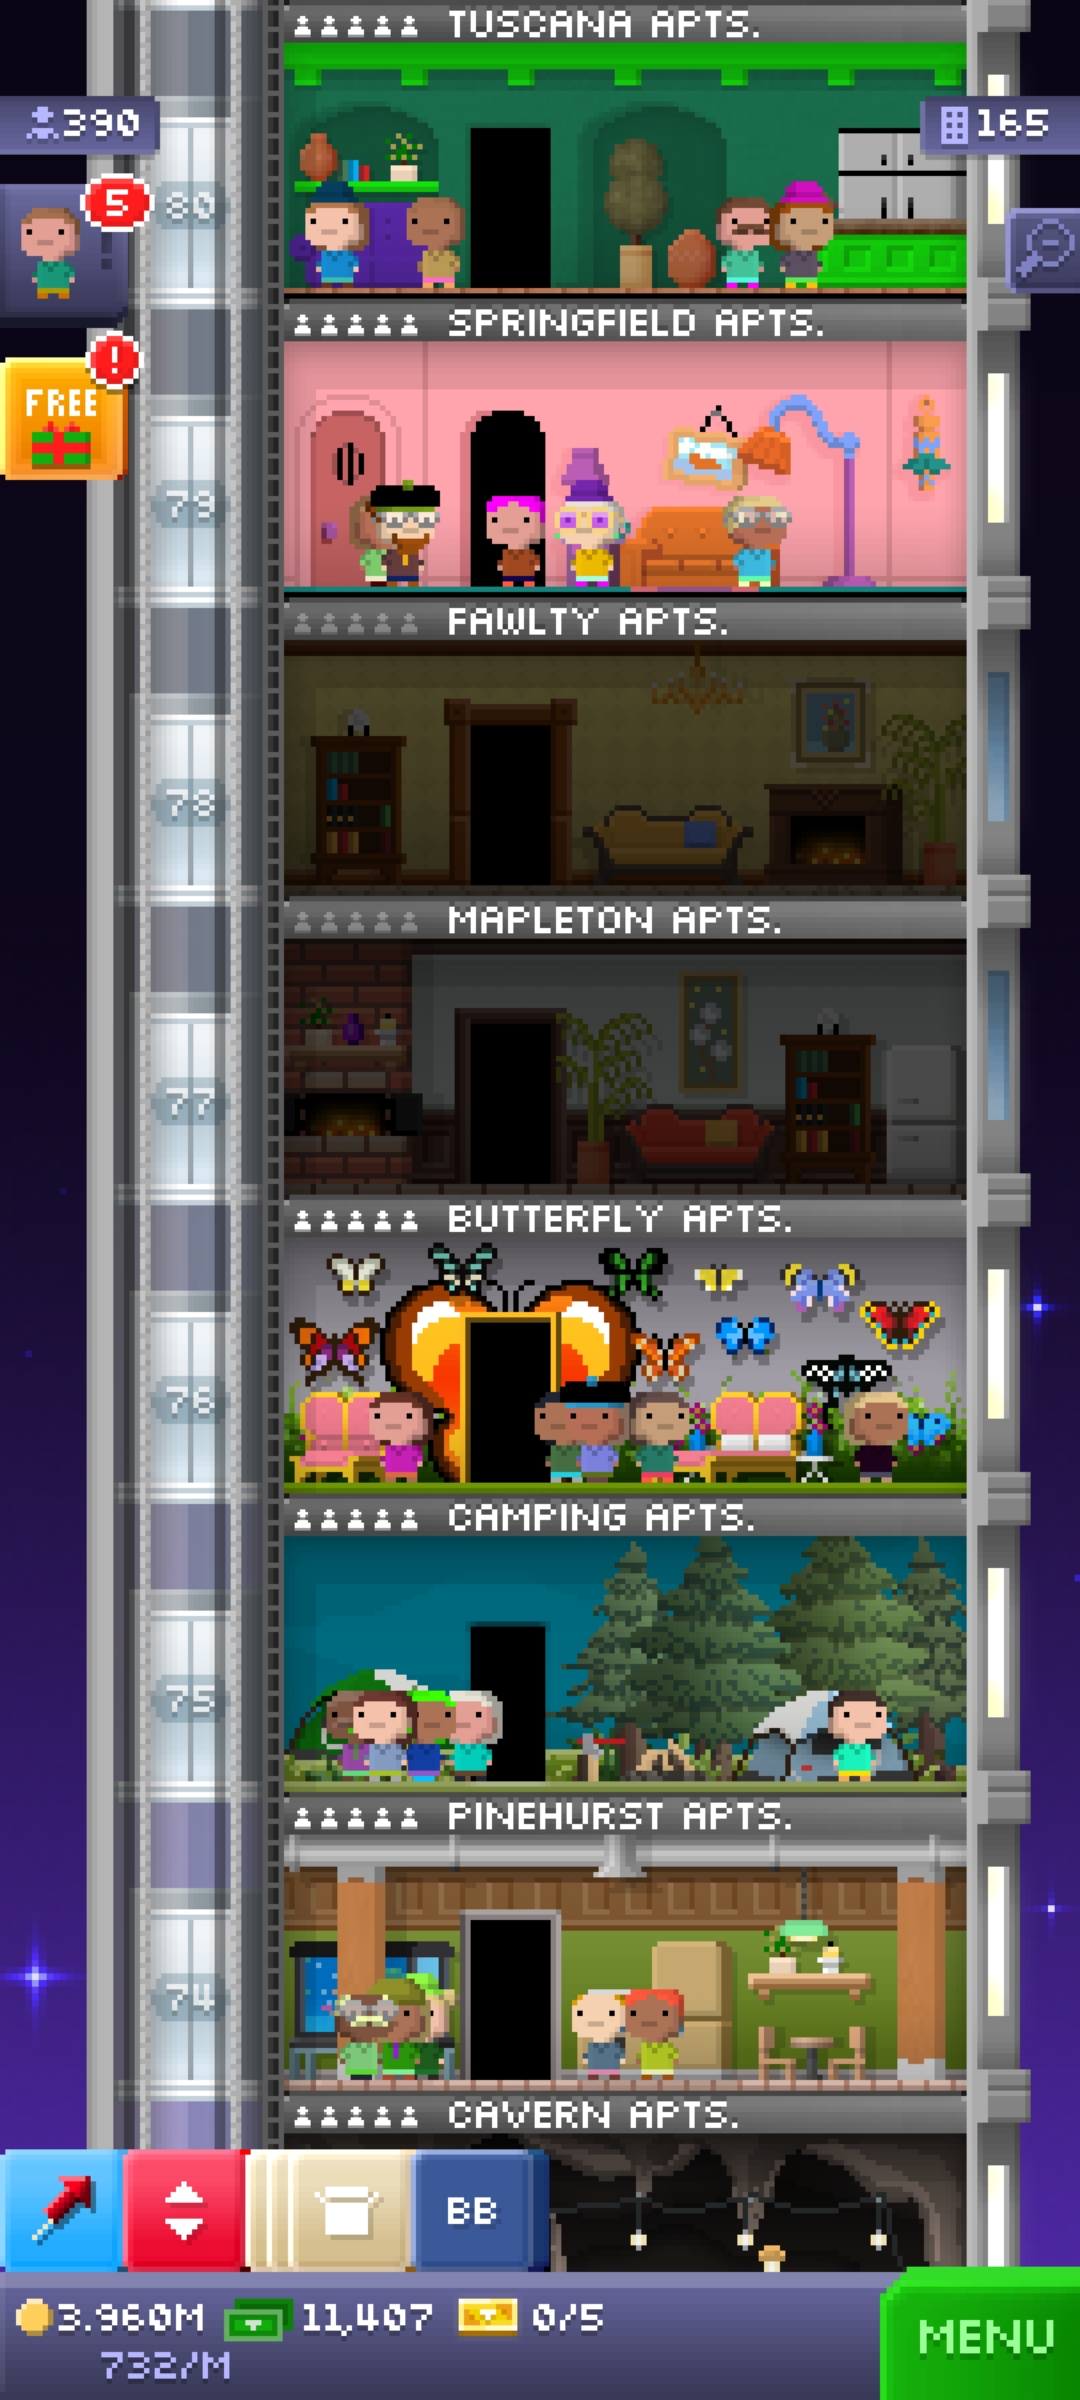 TUSCANA APTS.
390
165
5
80
SPRINGFIELD APTS.
!
FREE
79
FAWLTY APTS.
78
MAPLETON APTS.
77
BUTTERFLY APTS.
76
CAMPING APTS.
75
PINEHURST APTS.
74
CAVERN APTS.
BB
3.960M 11,407 0/5
732/M
MENU